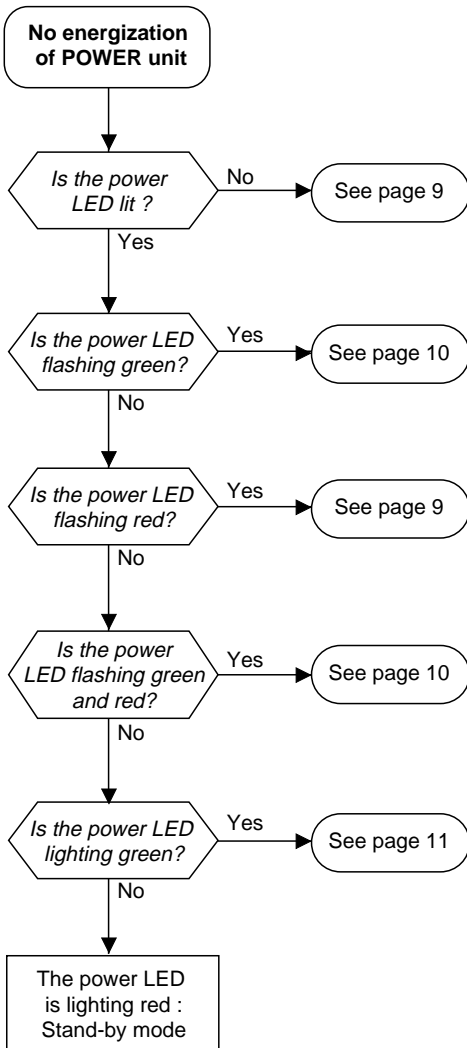 No energization
of POWER unit
Is the power
LED lit ?
No
See page 9
Yes
Is the power LED
flashing green?
Yes
See page 10
No
Is the power LED
flashing red?
Yes
See page 9
No
Is the power
LED flashing green
and red?
Yes
See page 10
No
Is the power LED
lighting green?
Yes
See page 11
No
The power LED
is lighting red :
Stand-by mode